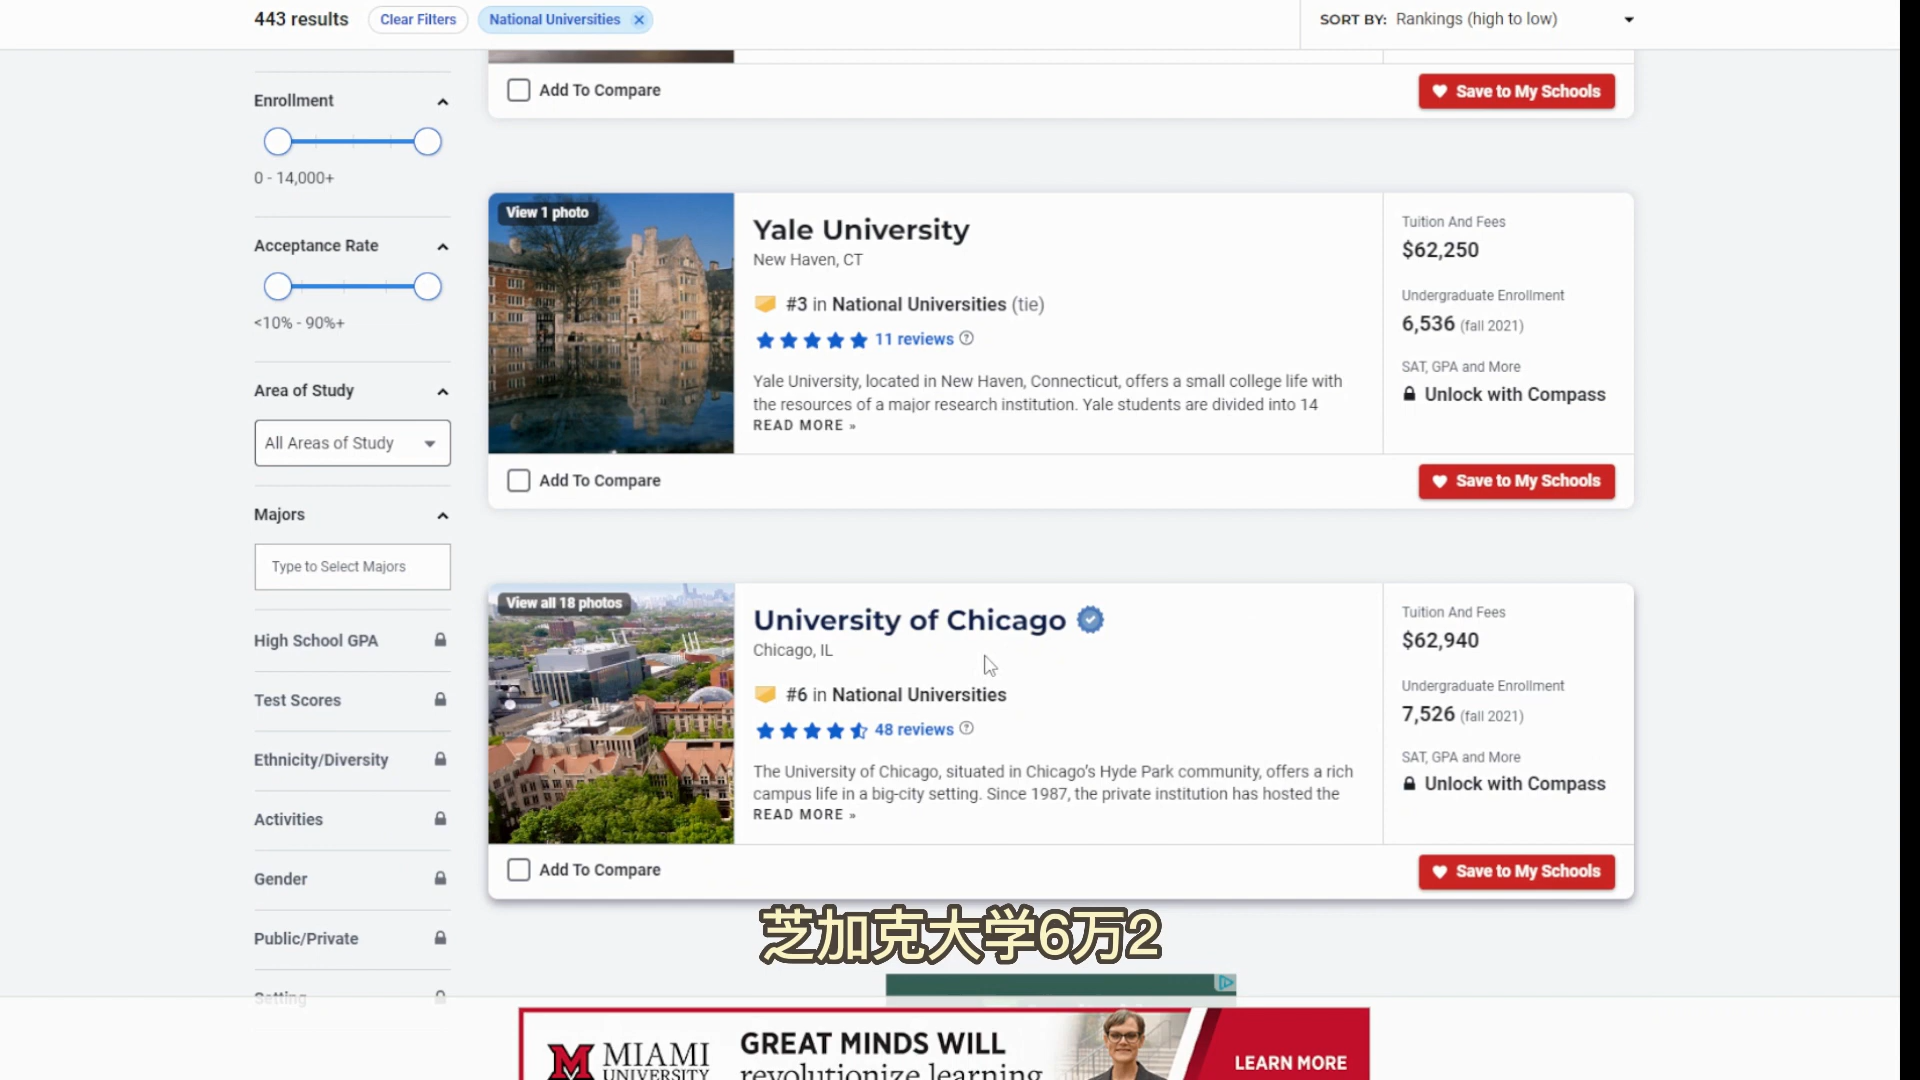 443 results
Clear Filters
National Universities
SORT BY: Rankings (high to low)
Enrollment
0 - 14,000+
Acceptance Rate
<10% - 90%+
Area of Study
All Areas of Study
Majors
Type to Select Majors
High School GPA
Test Scores
Ethnicity/Diversity
Activities
Gender
Public/Private
Setting
Add To Compare
Save to My Schools
View 1 photo
Yale University
New Haven, CT
#3 in National Universities (tie)
11 reviews
Yale University, located in New Haven, Connecticut, offers a small college life with
the resources of a major research institution. Yale students are divided into 14
READ MORE »
Tuition And Fees
$62,250
Undergraduate Enrollment
6,536 (fall 2021)
SAT, GPA and More
Unlock with Compass
Add To Compare
Save to My Schools
View all 18 photos
University of Chicago
Chicago, IL
#6 in National Universities
48 reviews
The University of Chicago, situated in Chicago’s Hyde Park community, offers a rich
campus life in a big-city setting. Since 1987, the private institution has hosted the
READ MORE »
Tuition And Fees
$62,940
Undergraduate Enrollment
7,526 (fall 2021)
SAT, GPA and More
Unlock with Compass
Add To Compare
Save to My Schools
芝加克大学6万2
MIAMI
UNIVERSITY
GREAT MINDS WILL
revolutionize learning
LEARN MORE